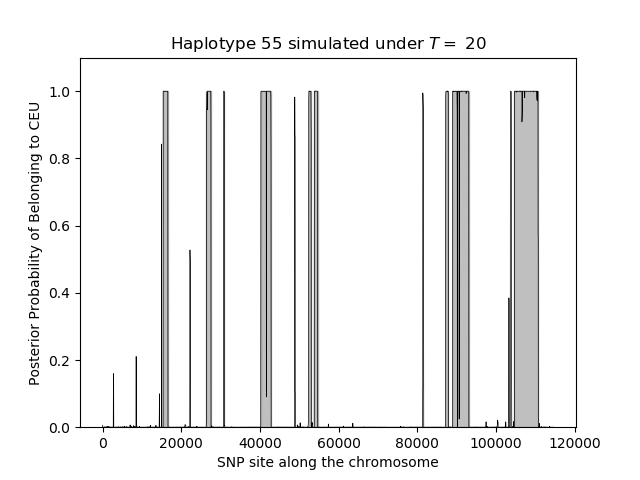 Haplotype 55 simulated under T = 20
Posterior Probability of Belonging to CEU
1.0
0.8
0.6
0.4
0.2
0.0
0 20000 40000 60000 80000 100000 120000
SNP site along the chromosome